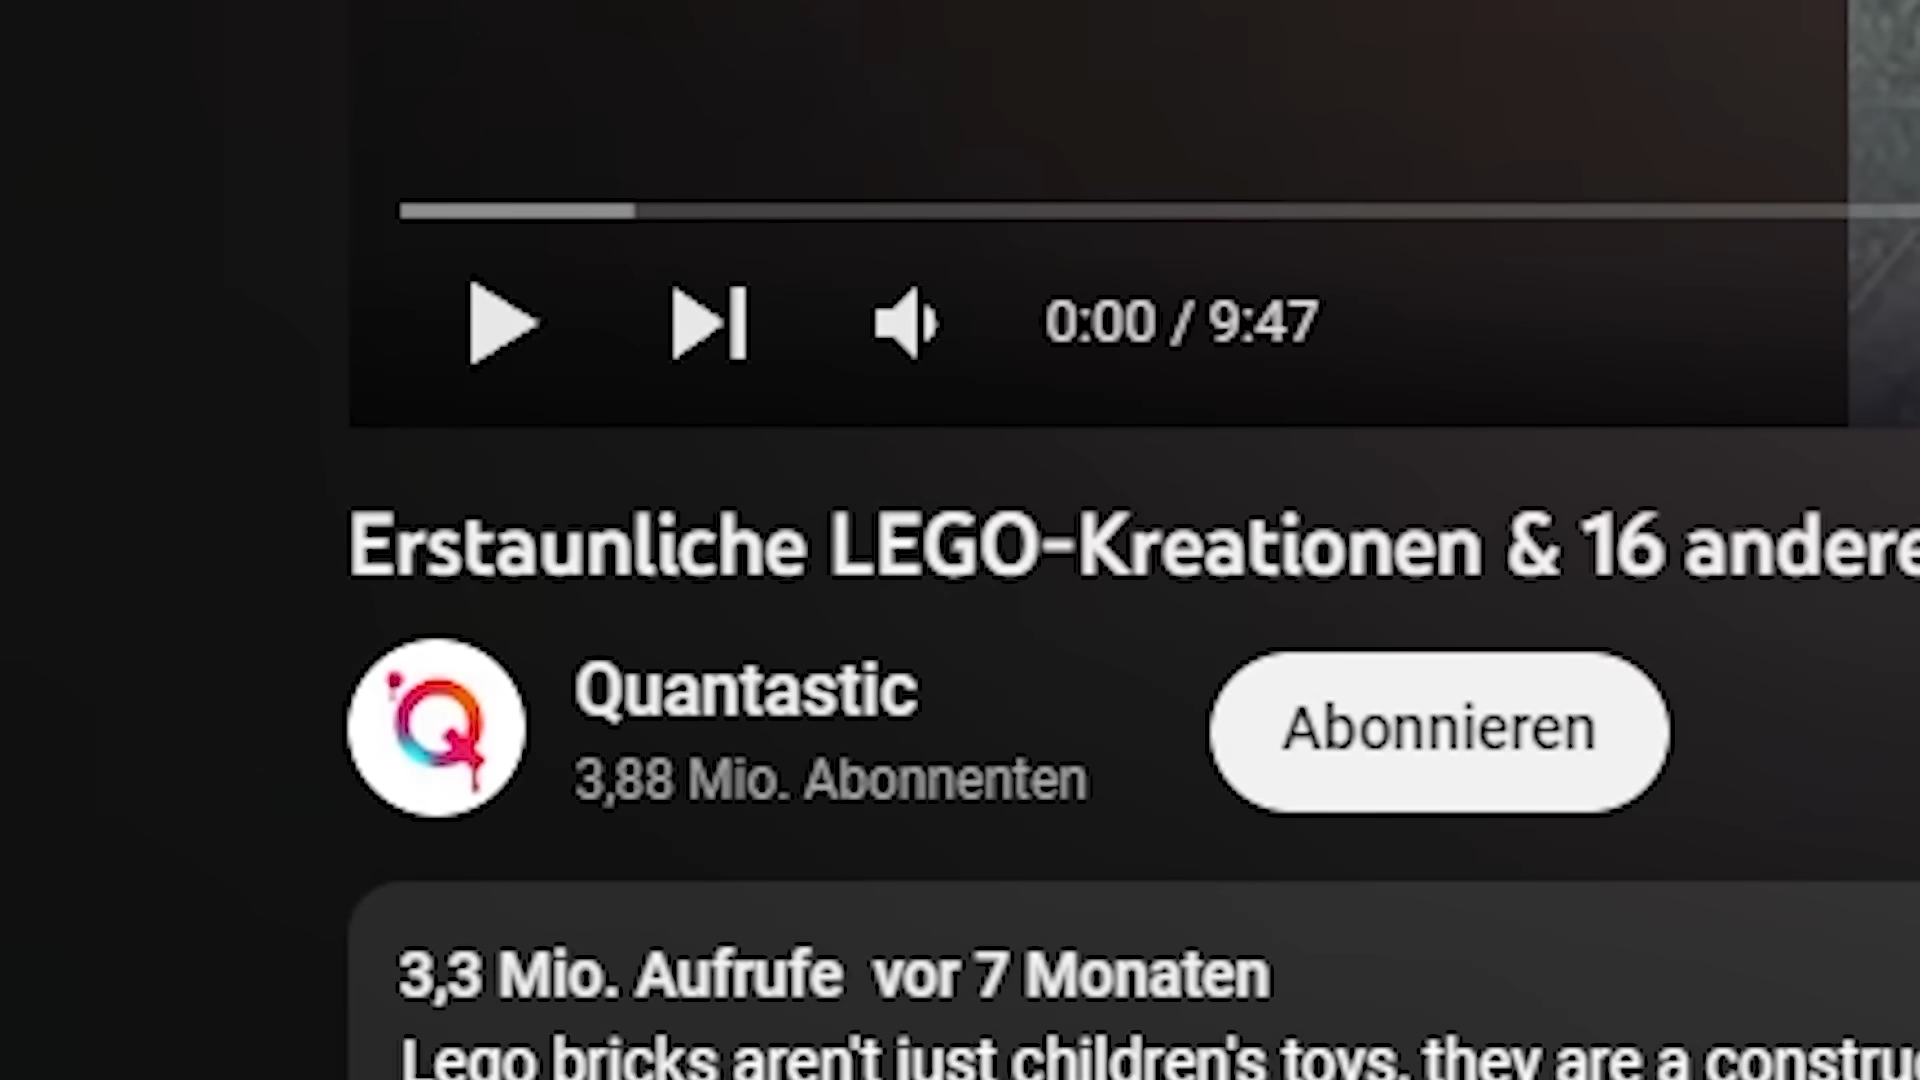 0:00 / 9:47
Erstaunliche LEGO-Kreationen & 16 andere
Quantastic
3,88 Mio. Abonnenten
Abonnieren
3,3 Mio. Aufrufe vor 7 Monaten
Lego bricks aren't just children's toys, they are a constru